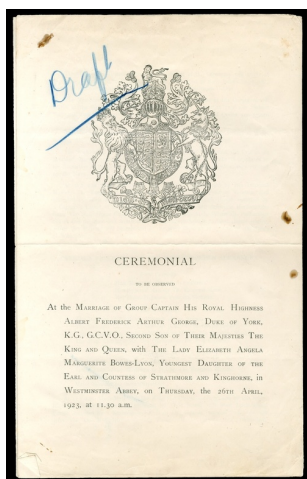 Draft
CEREMONIAL
TO BE OBSERVED
At the Marriage of Group Captain His Royal Highness
Albert Frederick Arthur George, Duke of York,
K.G., G.C.V.O., Second Son of Their Majesties The
King and Queen, with The Lady Elizabeth Angela
Marguerite Bowes-Lyon, Youngest Daughter of the
Earl and Countess of Strathmore and Kinghorne, in
Westminster Abbey, on Thursday, the 26th April,
1923, at 11.30 a.m.